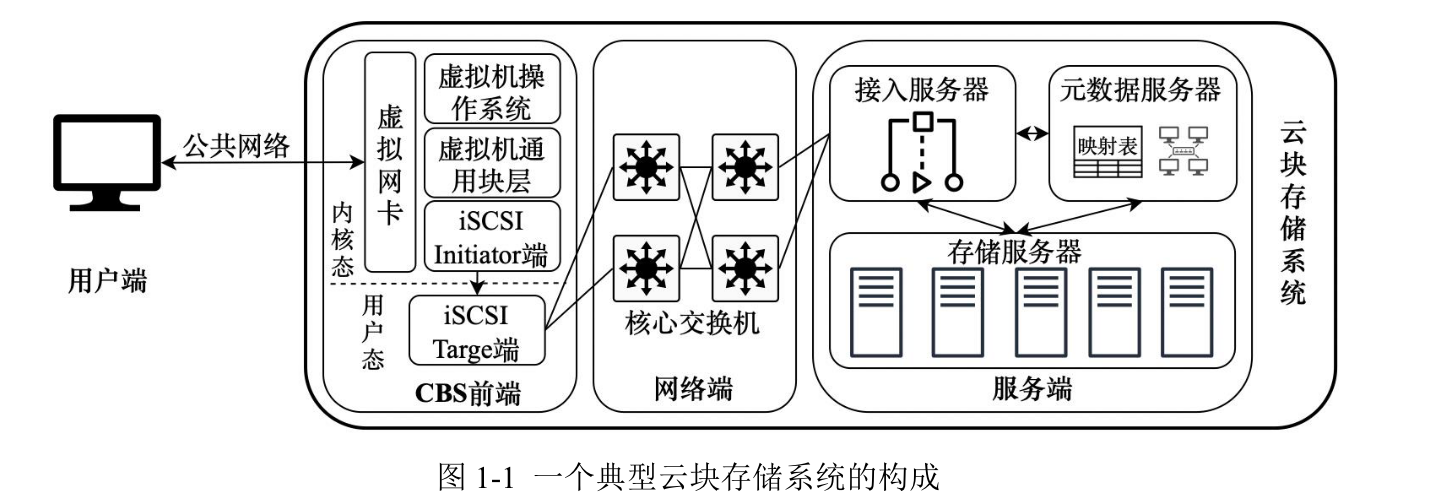 用户端
公共网络
虚拟网卡
虚拟机操
作系统
虚拟机通
用块层
iSCSI
Initiator端
内核态
用户态
iSCSI
Targe端
CBS前端
核心交换机
网络端
接入服务器
元数据服务器
映射表
存储服务器
服务端
云块存储系统
图 1-1 一个典型云块存储系统的构成